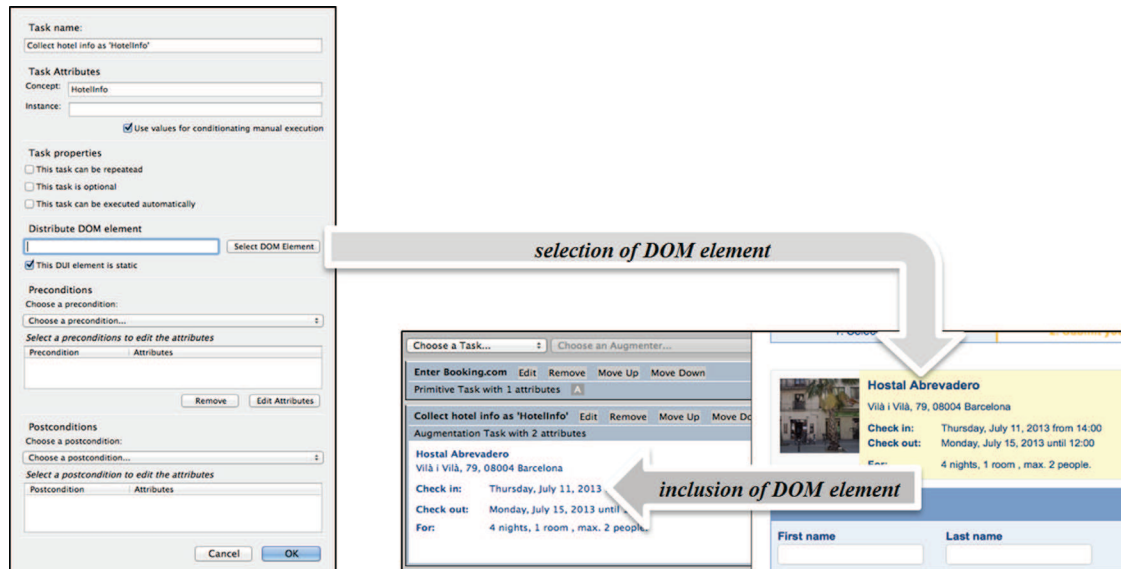 Task name:
Collect hotel info as 'HotelInfo'
Task Attributes
Concept: HotelInfo
Instance:
Use values for conditionating manual execution
Task properties
This task can be repeatead
This task is optional
This task can be executed automatically
Distribute DOM element
Select DOM Element
This DUI element is static
Preconditions
Choose a precondition:
Choose a precondition...
Select a preconditions to edit the attributes
Precondition Attributes
Remove Edit Attributes
Postconditions
Choose a postcondition:
Choose a postcondition...
Select a postcondition to edit the attributes
Postcondition Attributes
Cancel OK
selection of DOM element
Choose a Task... Choose an Augmenter...
Enter Booking.com Edit Remove Move Up Move Down
Primitive Task with 1 attributes A
Collect hotel info as 'HotelInfo' Edit Remove Move Up Move Do
Augmentation Task with 2 attributes
Hostal Abrevadero
Vilà i Vilà, 79, 08004 Barcelona
Check in: Thursday, July 11, 2013
Check out: Monday, July 15, 2013 until
For: 4 nights, 1 room , max. 2 people.
inclusion of DOM element
Hostal Abrevadero
Vilà i Vilà, 79, 08004 Barcelona
Check in: Thursday, July 11, 2013 from 14:00
Check out: Monday, July 15, 2013 until 12:00
For: 4 nights, 1 room , max. 2 people.
First name Last name